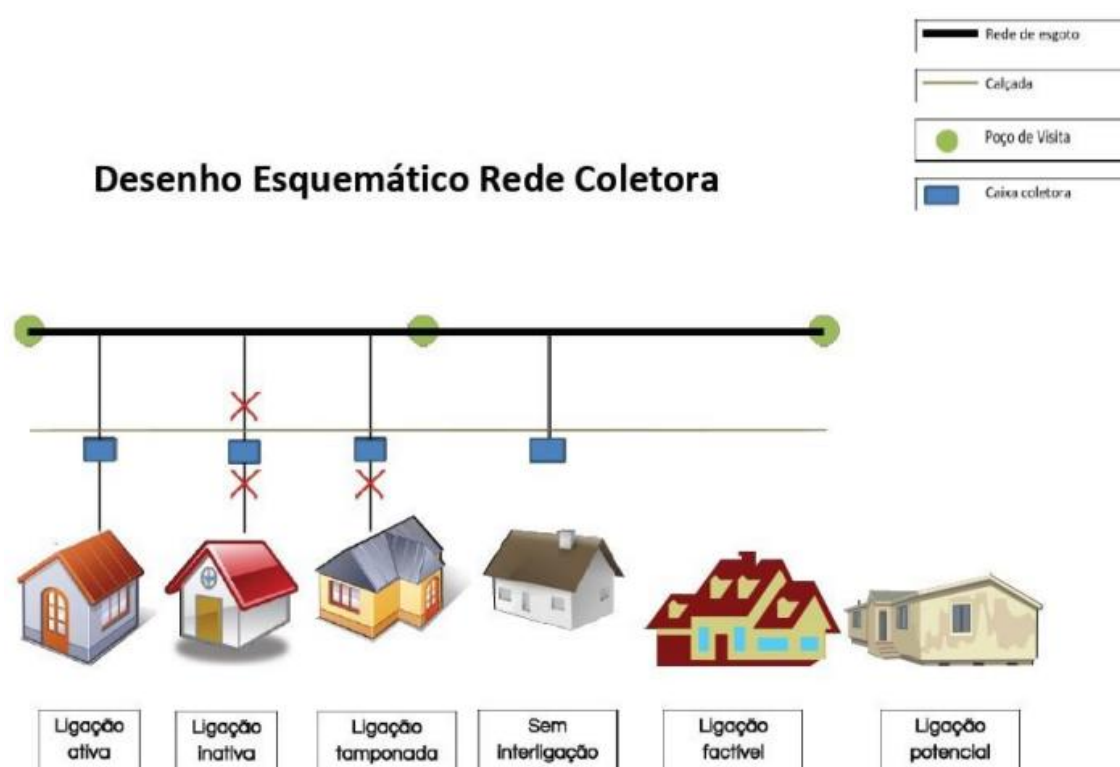 Rede de esgoto
Calçada
Poço de Visita
Caixa coletora
Desenho Esquemático Rede Coletora
Ligação
ativa
Ligação
inativa
Ligação
tamponada
Sem
interligação
Ligação
factível
Ligação
potencial